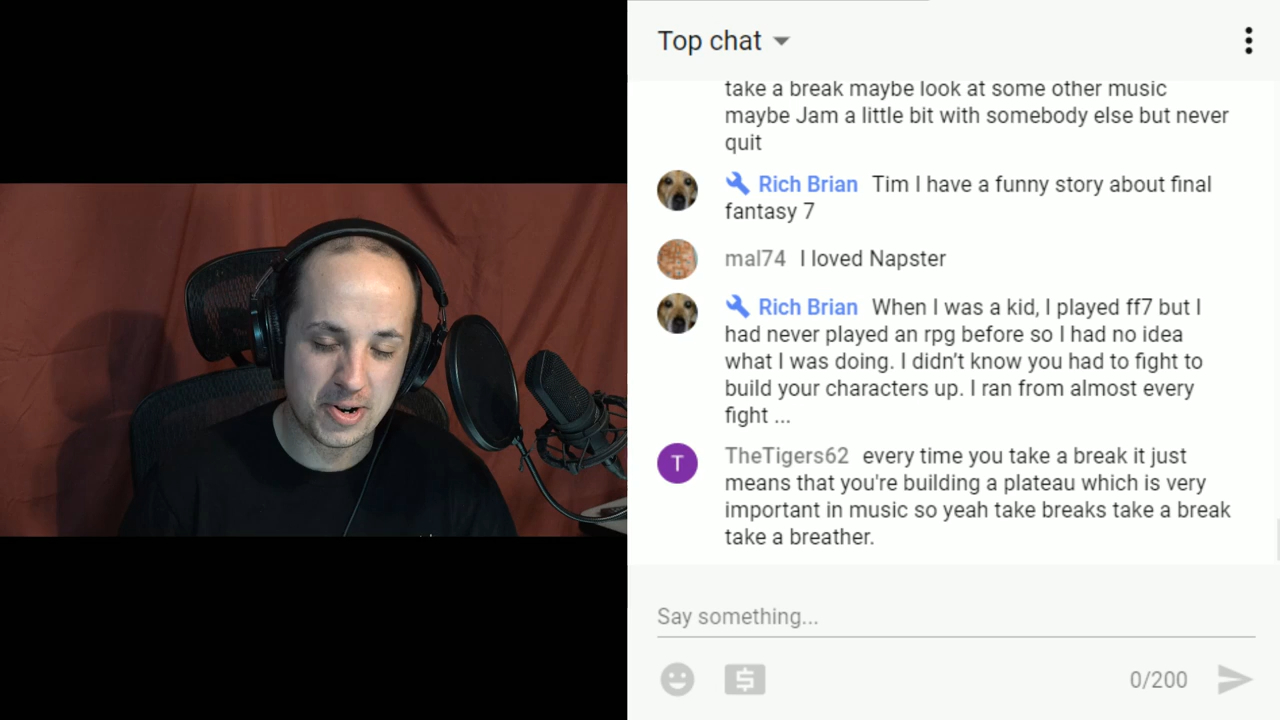 Top chat
take a break maybe look at some other music
maybe Jam a little bit with somebody else but never
quit
Rich Brian Tim I have a funny story about final
fantasy 7
mal74 I loved Napster
Rich Brian When I was a kid, I played ff7 but I
had never played an rpg before so I had no idea
what I was doing. I didn’t know you had to fight to
build your characters up. I ran from almost every
fight ...
T
TheTigers62 every time you take a break it just
means that you're building a plateau which is very
important in music so yeah take breaks take a break
take a breather.
Say something...
0/200